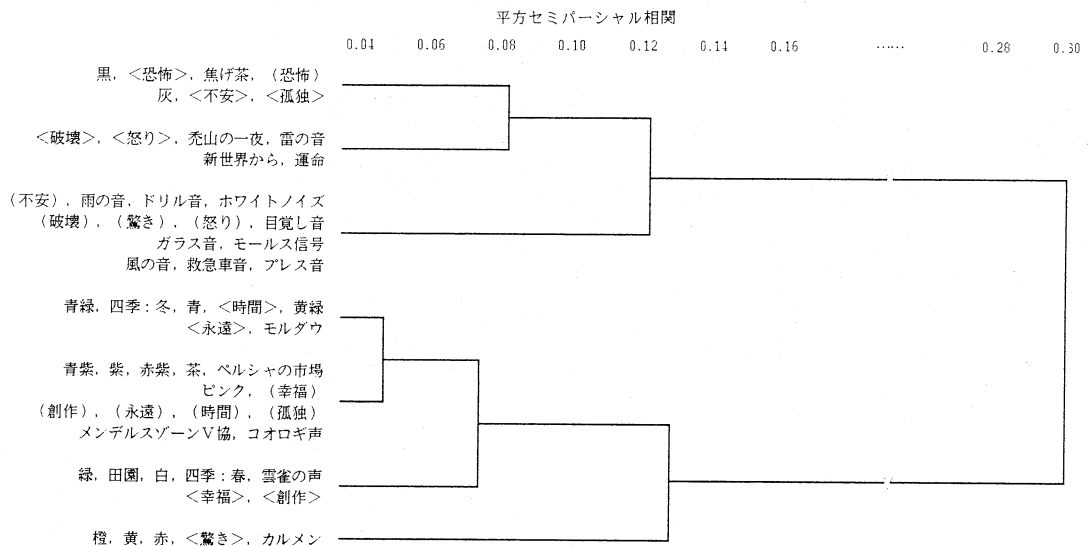 平方セミパーシャル相関
0.04 0.06 0.08 0.10 0.12 0.14 0.16 …… 0.28 0.30
黒, <恐怖>, 焦げ茶, (恐怖)
灰, <不安>, <孤独>
<破壊>, <怒り>, 禿山の一夜, 雷の音
新世界から, 運命
(不安), 雨の音, ドリル音, ホワイトノイズ
(破壊), (驚き), (怒り), 目覚し音
ガラス音, モールス信号
風の音, 救急車音, プレス音
青緑, 四季:冬, 青, <時間>, 黄緑
<永遠>, モルダウ
青紫, 紫, 赤紫, 茶, ペルシャの市場
ピンク, (幸福)
(創作), (永遠), (時間), (孤独)
メンデルスゾーンV協, コオロギ声
緑, 田園, 白, 四季:春, 雲雀の声
<幸福>, <創作>
橙, 黄, 赤, <驚き>, カルメン